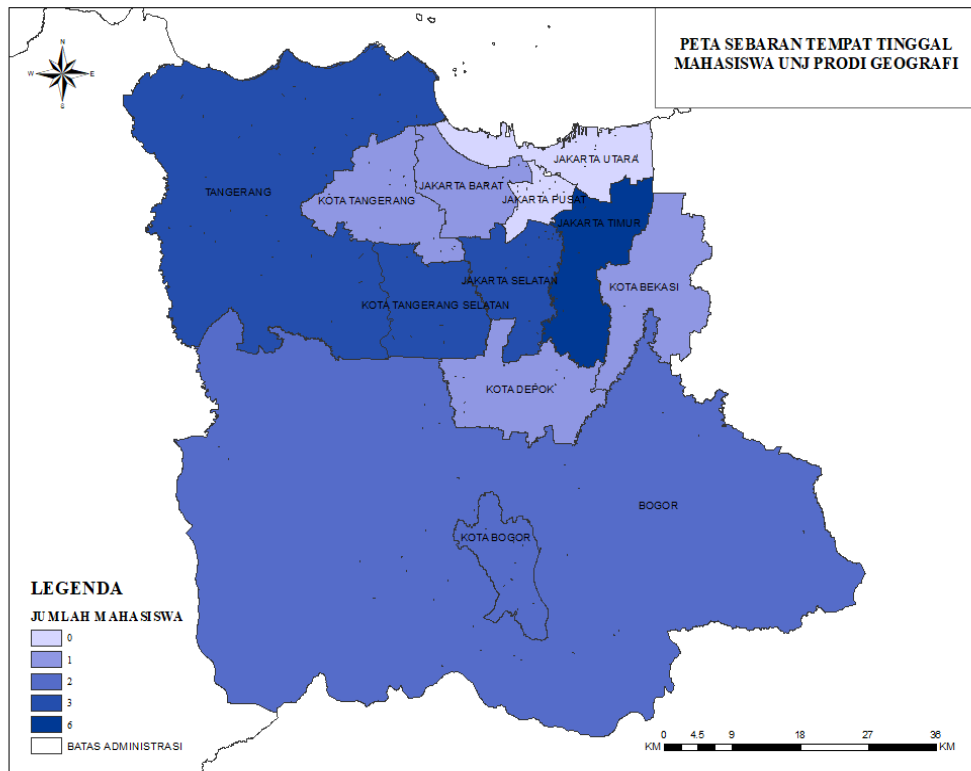 PETA SEBARAN TEMPAT TINGGAL
MAHASISWA UNJ PRODI GEOGRAFI
N
W E
S
JAKARTA UTARA
JAKARTA BARAT
TANGERANG
KOTA TANGERANG
JAKARTA PUSAT
JAKARTA TIMUR
JAKARTA SELATAN
KOTA BEKASI
KOTA TANGERANG SELATAN
KOTA DEPOK
BOGOR
KOTA BOGOR
LEGENDA
JUMLAH MAHASISWA
0
1
2
3
6
BATAS ADMINISTRASI
0 4.5 9 18 27 36
KM KM